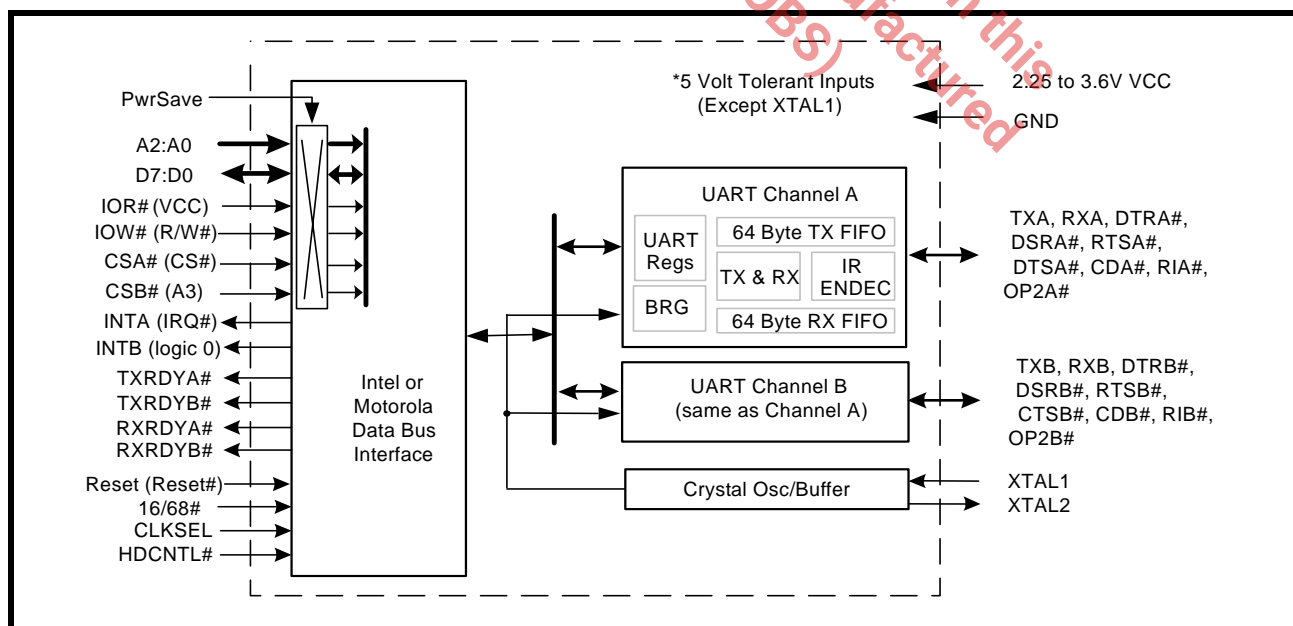 n this
ufactured
OBS)
*5 Volt Tolerant Inputs
(Except XTAL1)
2.25 to 3.6V VCC
GND
PwrSave
A2:A0
D7:D0
IOR# (VCC)
IOW# (R/W#)
CSA# (CS#)
CSB# (A3)
INTA (IRQ#)
INTB (logic 0)
TXRDYA#
TXRDYB#
RXRDYA#
RXRDYB#
Reset (Reset#)
16/68#
CLKSEL
HDCNTL#
Intel or
Motorola
Data Bus
Interface
UART Channel A
UART
Regs
BRG
64 Byte TX FIFO
TX & RX
IR
ENDEC
64 Byte RX FIFO
TXA, RXA, DTRA#,
DSRA#, RTSA#,
DTSA#, CDA#, RIA#,
OP2A#
UART Channel B
(same as Channel A)
TXB, RXB, DTRB#,
DSRB#, RTSB#,
CTSB#, CDB#, RIB#,
OP2B#
Crystal Osc/Buffer
XTAL1
XTAL2